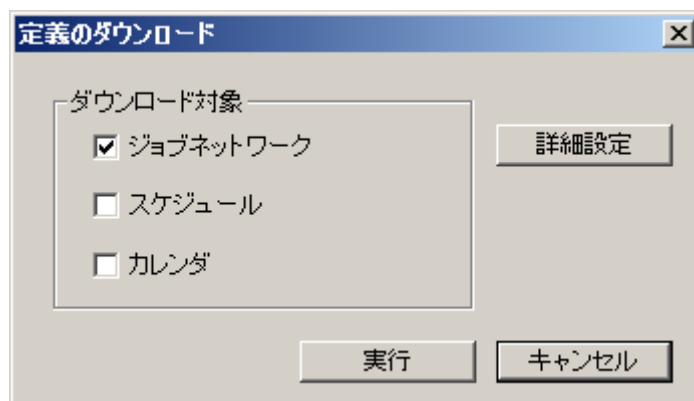 定義のダウンロード
ダウンロード対象
ジョブネットワーク
詳細設定
スケジュール
カレンダ
実行
キャンセル